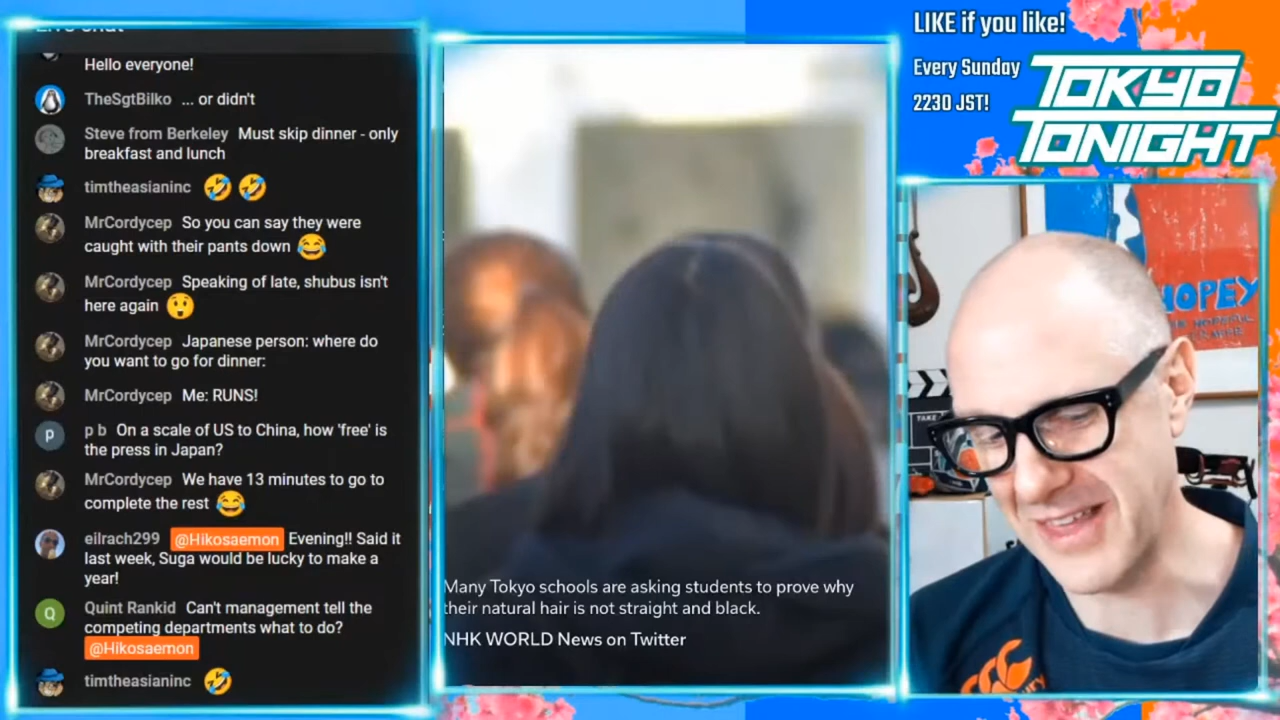 Live chat
Hello everyone!
TheSgtBilko ... or didn't
Steve from Berkeley Must skip dinner - only
breakfast and lunch
timtheasianinc 🤣 🤣
MrCordycep So you can say they were
caught with their pants down 😂
MrCordycep Speaking of late, shubus isn't
here again 😲
MrCordycep Japanese person: where do
you want to go for dinner:
MrCordycep Me: RUNS!
P
p b On a scale of US to China, how 'free' is
the press in Japan?
MrCordycep We have 13 minutes to go to
complete the rest 😂
eilrach299 @Hikosaemon Evening!! Said it
last week, Suga would be lucky to make a
year!
Q
Quint Rankid Can't management tell the
competing departments what to do?
@Hikosaemon
timtheasianinc 🤣
Many Tokyo schools are asking students to prove why
their natural hair is not straight and black.
NHK WORLD News on Twitter
LIKE if you like!
Every Sunday
2230 JST!
TOKYO
TONIGHT
HOPEY
TAKE